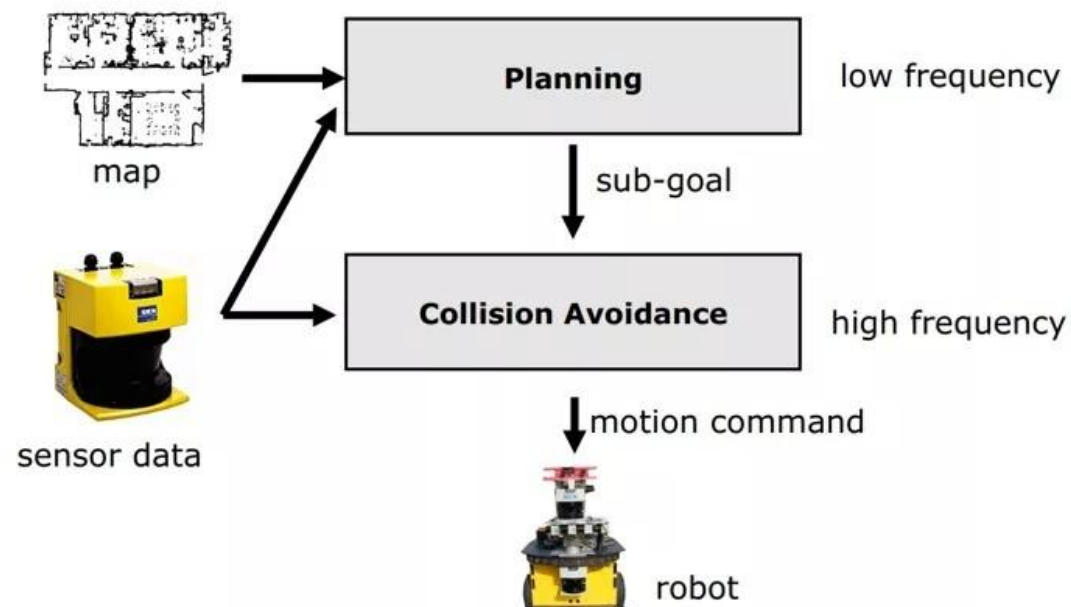 Planning
low frequency
map
sub-goal
Collision Avoidance
high frequency
sensor data
motion command
robot